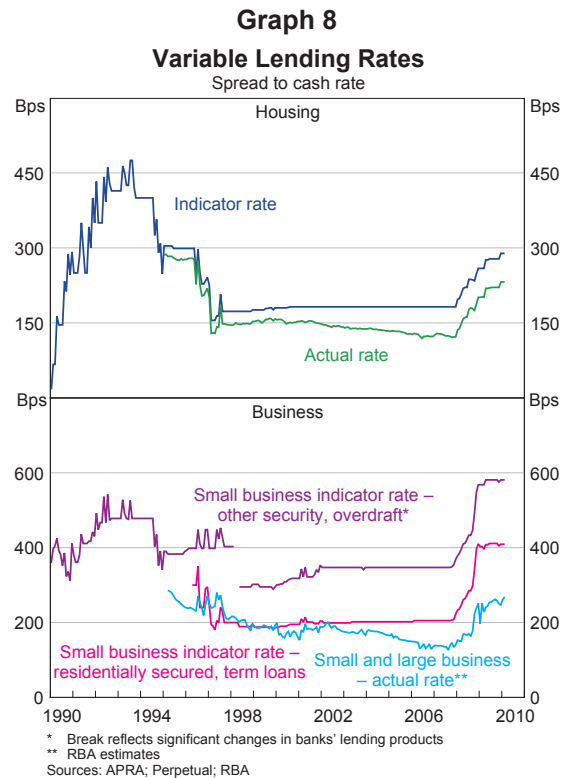 Graph 8
Variable Lending Rates
Spread to cash rate
Bps Bps
Housing
450 450
Indicator rate
300 300
150 150
Actual rate
Bps Bps
Business
600 600
Small business indicator rate –
other security, overdraft*
400 400
200 200
Small business indicator rate –
residentially secured, term loans
Small and large business
– actual rate**
0 0
1990 1994 1998 2002 2006 2010
* Break reflects significant changes in banks' lending products
** RBA estimates
Sources: APRA; Perpetual; RBA